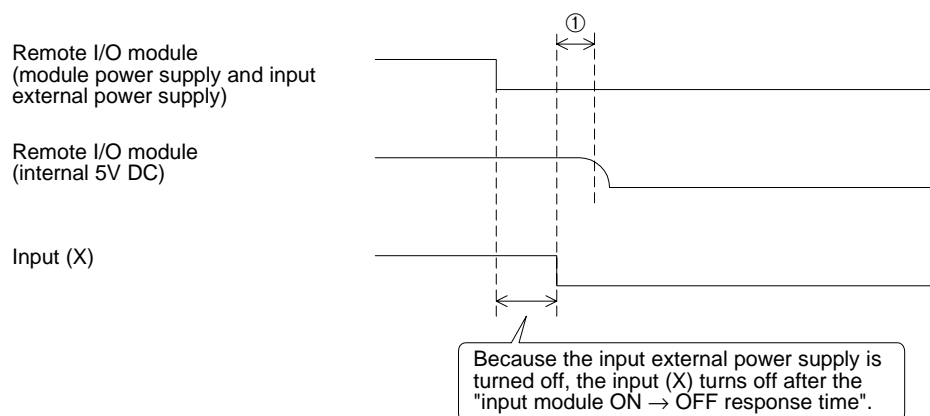 ①
Remote I/O module
(module power supply and input
external power supply)
Remote I/O module
(internal 5V DC)
Input (X)
Because the input external power supply is
turned off, the input (X) turns off after the
"input module ON → OFF response time".